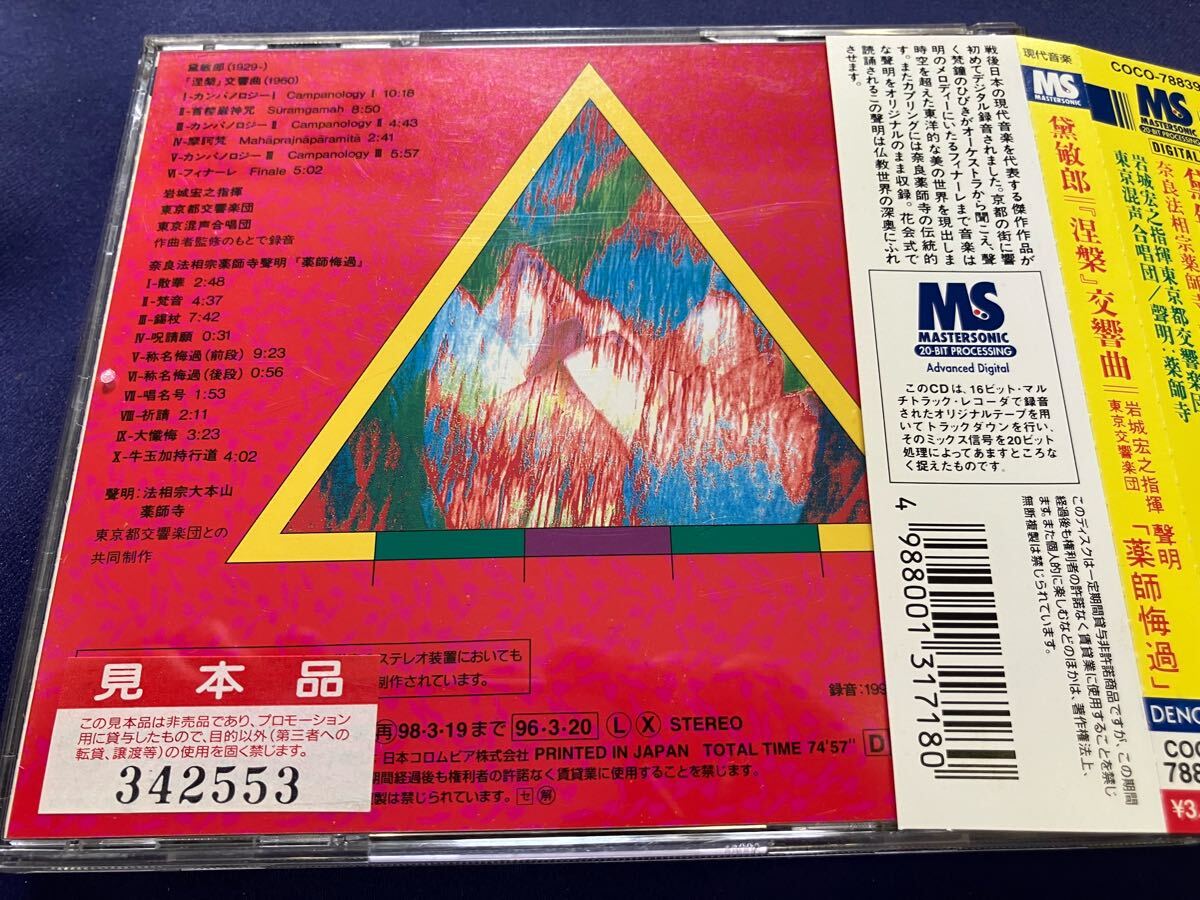 黛敏郎(1929-)
「涅槃」交響曲(1960)
Ⅰ-カンパノロジーⅠ Campanology Ⅰ 10:18
Ⅱ-首楞厳神咒 Sūramgamah 8:50
Ⅲ-カンパノロジーⅡ Campanology Ⅱ 4:43
Ⅳ-摩訶梵 Mahāprajnāpāramitā 2:41
Ⅴ-カンパノロジーⅢ Campanology Ⅲ 5:57
Ⅵ-フィナーレ Finale 5:02
岩城宏之指揮
東京都交響楽団
東京混声合唱団
作曲者監修のもとで録音
奈良法相宗薬師寺聲明「薬師悔過」
Ⅰ-散華 2:48
Ⅱ-梵音 4:37
Ⅲ-錫杖 7:42
Ⅳ-呪請願 0:31
Ⅴ-称名悔過(前段) 9:23
Ⅵ-称名悔過(後段) 0:56
Ⅶ-唱名号 1:53
Ⅷ-祈請 2:11
Ⅸ-大懺悔 3:23
Ⅹ-牛玉加持行道 4:02
聲明:法相宗大本山
薬師寺
東京都交響楽団との
共同制作
ステレオ装置においても
制作されています。
録音:199
再98・3・19まで 96・3・20 Ⓛ Ⓧ STEREO
日本コロムビア株式会社 PRINTED IN JAPAN TOTAL TIME 74'57" D
期間経過後も権利者の許諾なく賃貸業に使用することを禁じます。
製は禁じられています。 セ 解
見本品
この見本品は非売品であり、プロモーション
用に貸与したもので、目的以外(第三者への
転貸、譲渡等)の使用を固く禁じます。
342553
戦後日本の現代音楽を代表する傑作作品が
初めてデジタル録音されました。京都の街に響
く梵鐘のひびきがオーケストラから聞こえ、聲
明のメロディーにいたるフィナーレまで音楽は
時空を超えた東洋的な美の世界を現出しま
す。またカプリングには奈良薬師寺の伝統的
な聲明をオリジナルのまま収録。花会式で
読誦されるこの聲明は仏教世界の深奥にふれ
させます。
MS
MASTERSONIC
20-BIT PROCESSING
Advanced Digital
このCDは、16ビット・マル
チトラック・レコーダで録音
されたオリジナルテープを用
いてトラックダウンを行い、
そのミックス信号を20ビット
処理によってあますところな
く捉えたものです。
4 988001 317180
このディスクは一定期間貸与非許諾商品ですが、この期間
経過後も権利者の許諾なく賃貸業に使用することを禁じ
ます。また個人的に楽しむなどのほかは、著作権法上、
無断複製は禁じられています。
現代音楽
MS
MASTERSONIC
黛敏郎=『涅槃』交響曲=
岩城宏之指揮
東京交響楽団
聲明
「薬師悔過」
COCO-78839
MS
MASTERSONIC
20-BIT PROCESSING
DIGITAL
奈良法相宗薬師
岩城宏之指揮東京都交響楽団
東京混声合唱団/聲明:薬師寺
DENO
COC
788
¥3,